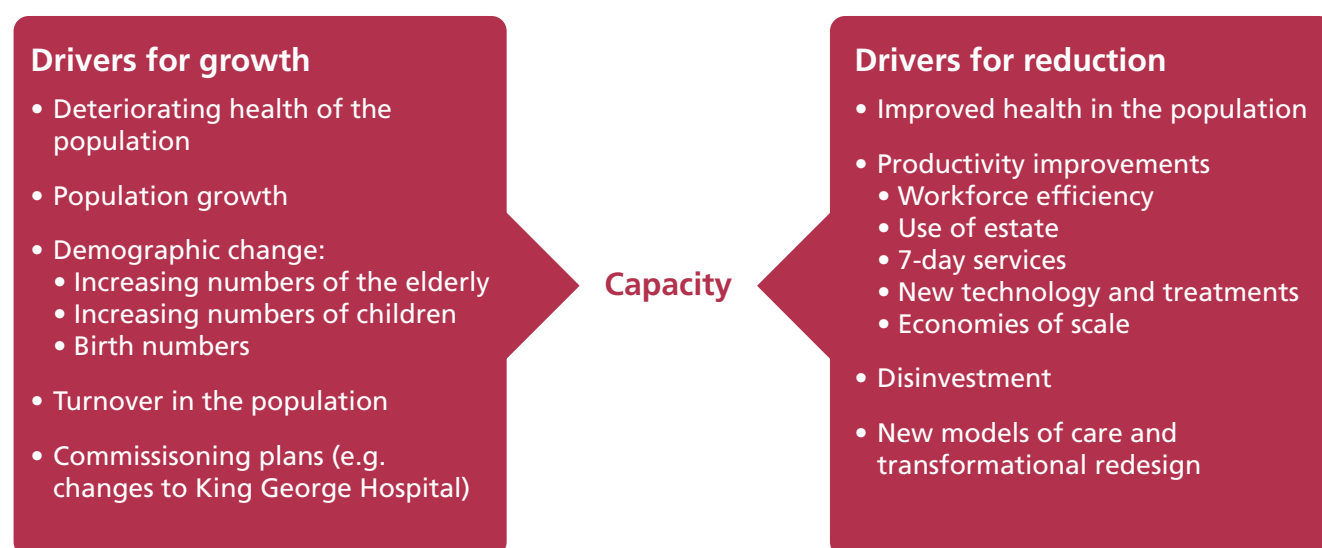 Drivers for growth
• Deteriorating health of the
population
• Population growth
• Demographic change:
• Increasing numbers of the elderly
• Increasing numbers of children
• Birth numbers
• Turnover in the population
• Commissisoning plans (e.g.
changes to King George Hospital)
Capacity
Drivers for reduction
• Improved health in the population
• Productivity improvements
• Workforce efficiency
• Use of estate
• 7-day services
• New technology and treatments
• Economies of scale
• Disinvestment
• New models of care and
transformational redesign